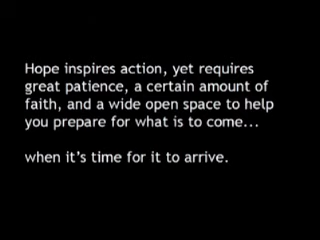 Hope inspires action, yet requires
great patience, a certain amount of
faith, and a wide open space to help
you prepare for what is to come...
when it's time for it to arrive.